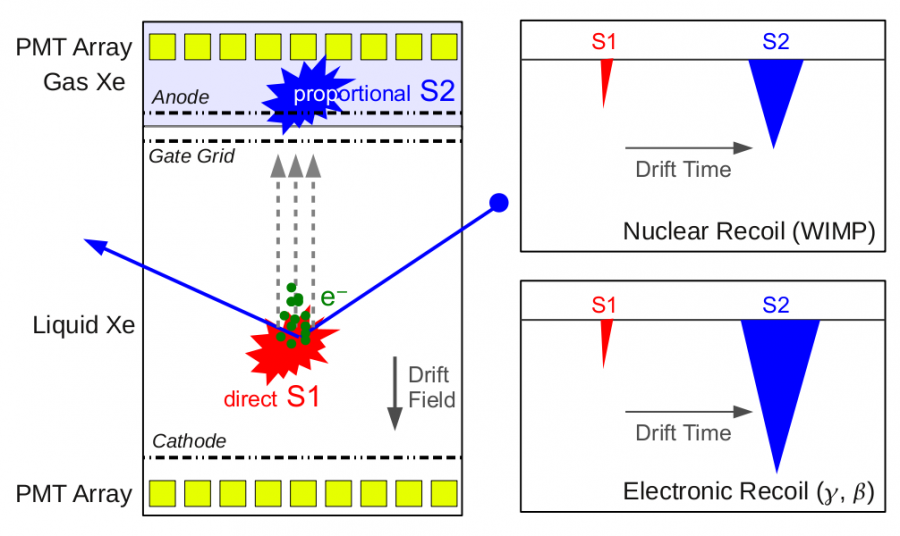 PMT Array
Gas Xe
Anode
proportional S2
Gate Grid
e⁻
Liquid Xe
direct S1
Drift
Field
Cathode
PMT Array
S1 S2
Drift Time
Nuclear Recoil (WIMP)
S1 S2
Drift Time
Electronic Recoil (γ, β)